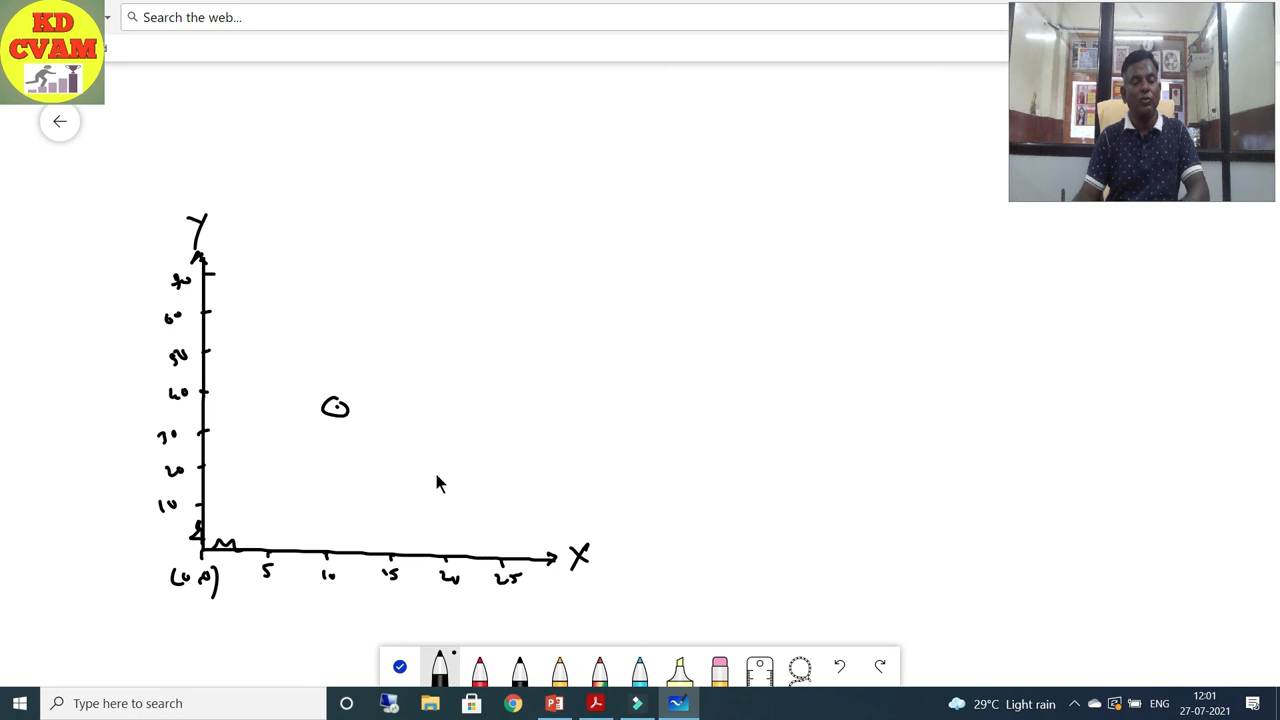 KD
CVAM
Search the web...
Y
70
60
50
40
30
20
10
(0,0) 5 10 15 20 25 X
Type here to search
29°C Light rain
ENG
12:01
27-07-2021